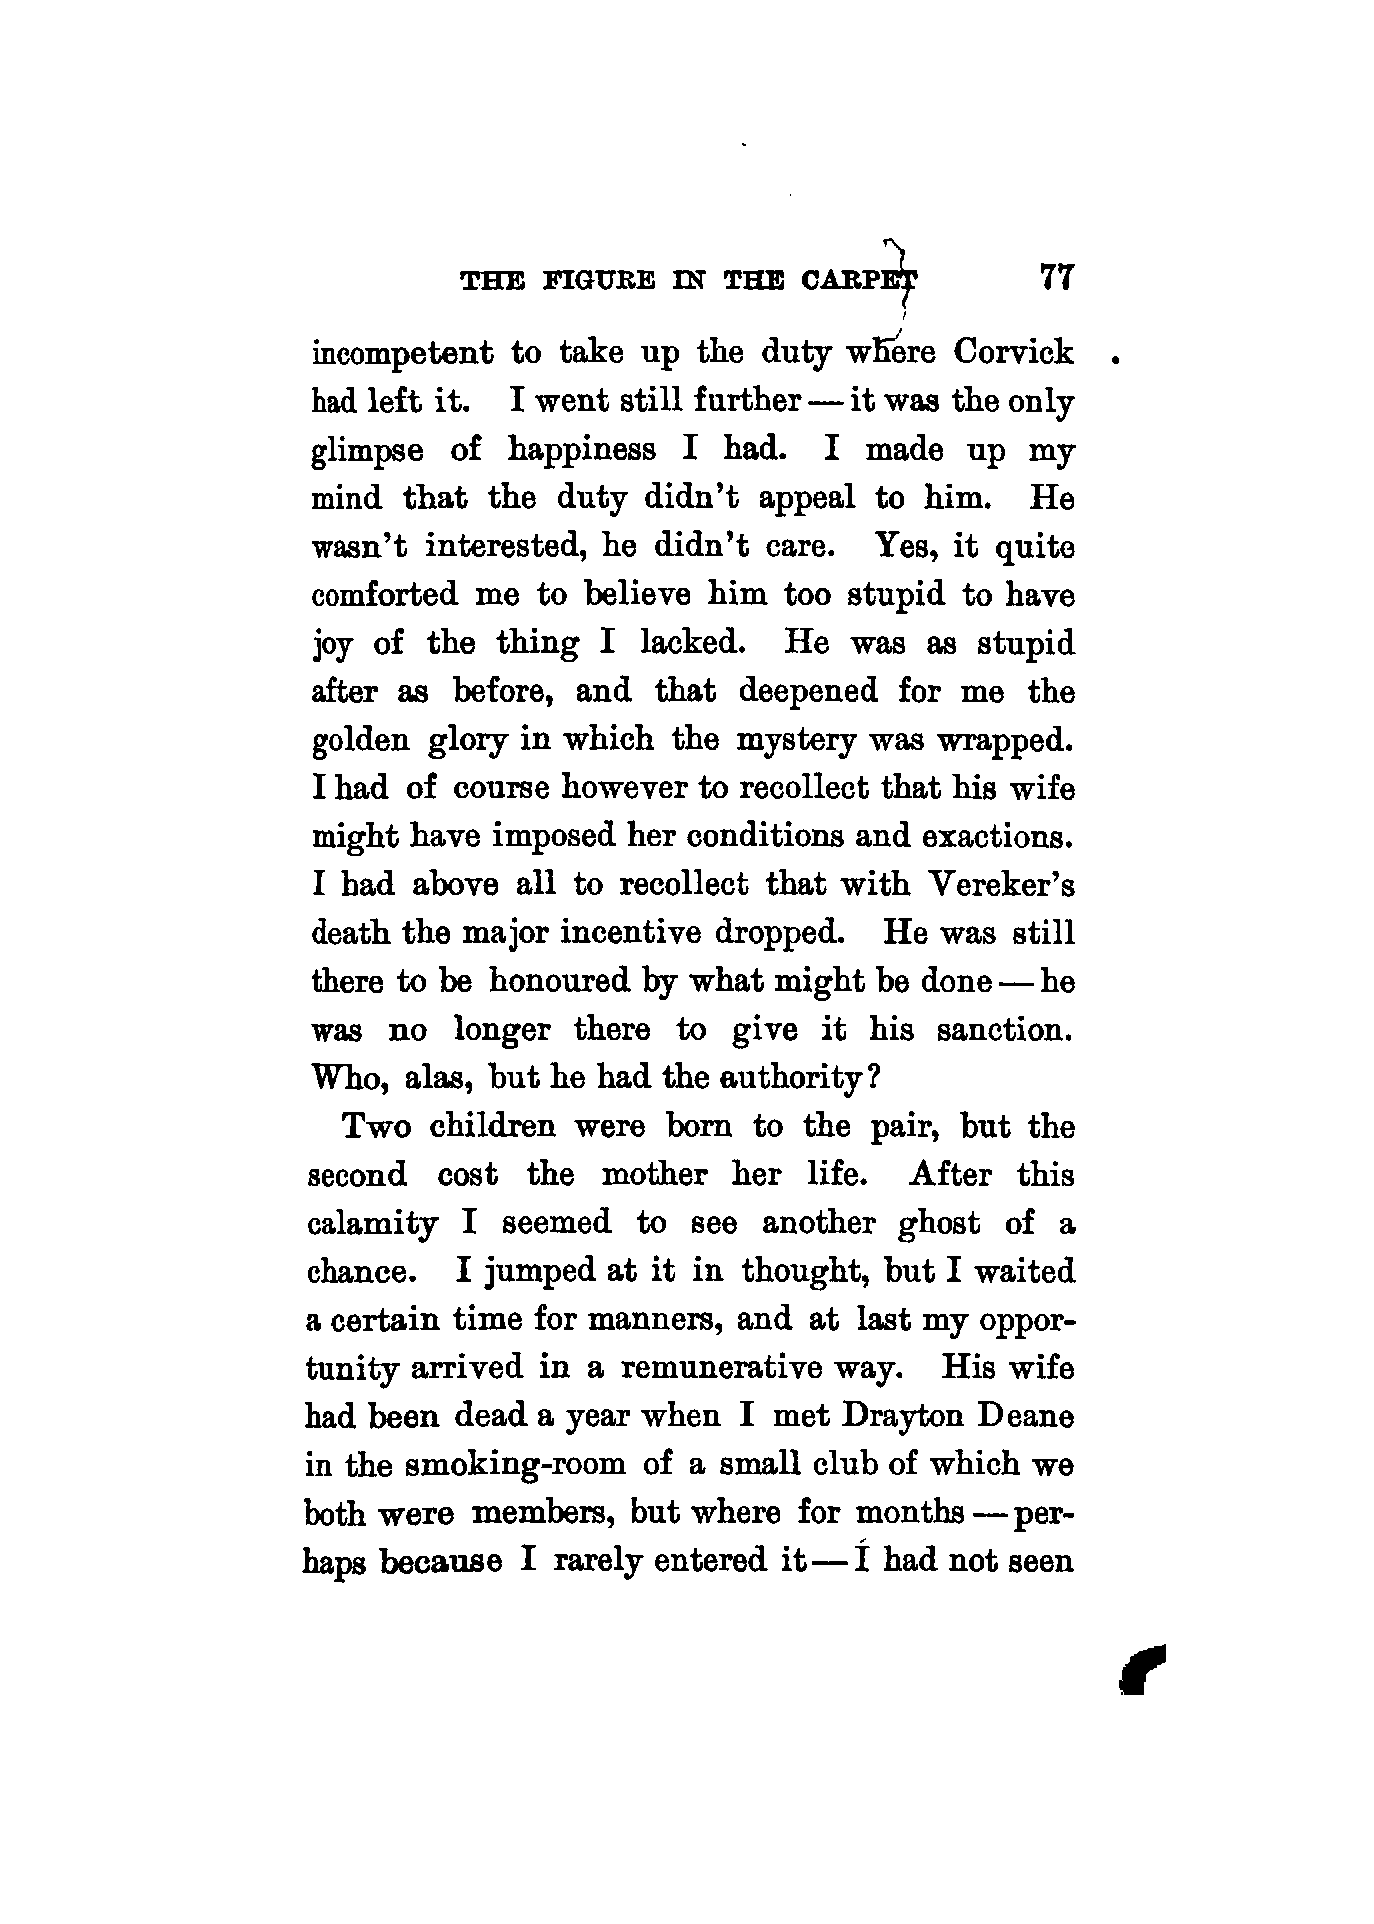 THE FIGURE IN THE CARPET 77
incompetent to take up the duty where Corvick
had left it. I went still further — it was the only
glimpse of happiness I had. I made up my
mind that the duty didn't appeal to him. He
wasn't interested, he didn't care. Yes, it quite
comforted me to believe him too stupid to have
joy of the thing I lacked. He was as stupid
after as before, and that deepened for me the
golden glory in which the mystery was wrapped.
I had of course however to recollect that his wife
might have imposed her conditions and exactions.
I had above all to recollect that with Vereker's
death the major incentive dropped. He was still
there to be honoured by what might be done — he
was no longer there to give it his sanction.
Who, alas, but he had the authority?
Two children were born to the pair, but the
second cost the mother her life. After this
calamity I seemed to see another ghost of a
chance. I jumped at it in thought, but I waited
a certain time for manners, and at last my oppor-
tunity arrived in a remunerative way. His wife
had been dead a year when I met Drayton Deane
in the smoking-room of a small club of which we
both were members, but where for months — per-
haps because I rarely entered it — I had not seen